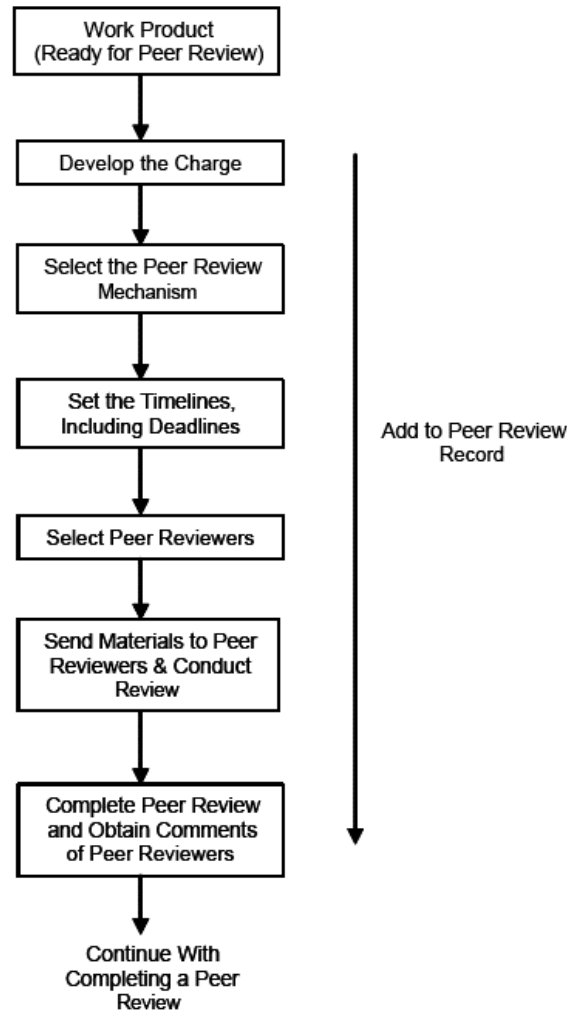 Work Product
(Ready for Peer Review)
Develop the Charge
Select the Peer Review
Mechanism
Set the Timelines,
Including Deadlines
Add to Peer Review
Record
Select Peer Reviewers
Send Materials to Peer
Reviewers & Conduct
Review
Complete Peer Review
and Obtain Comments
of Peer Reviewers
Continue With
Completing a Peer
Review